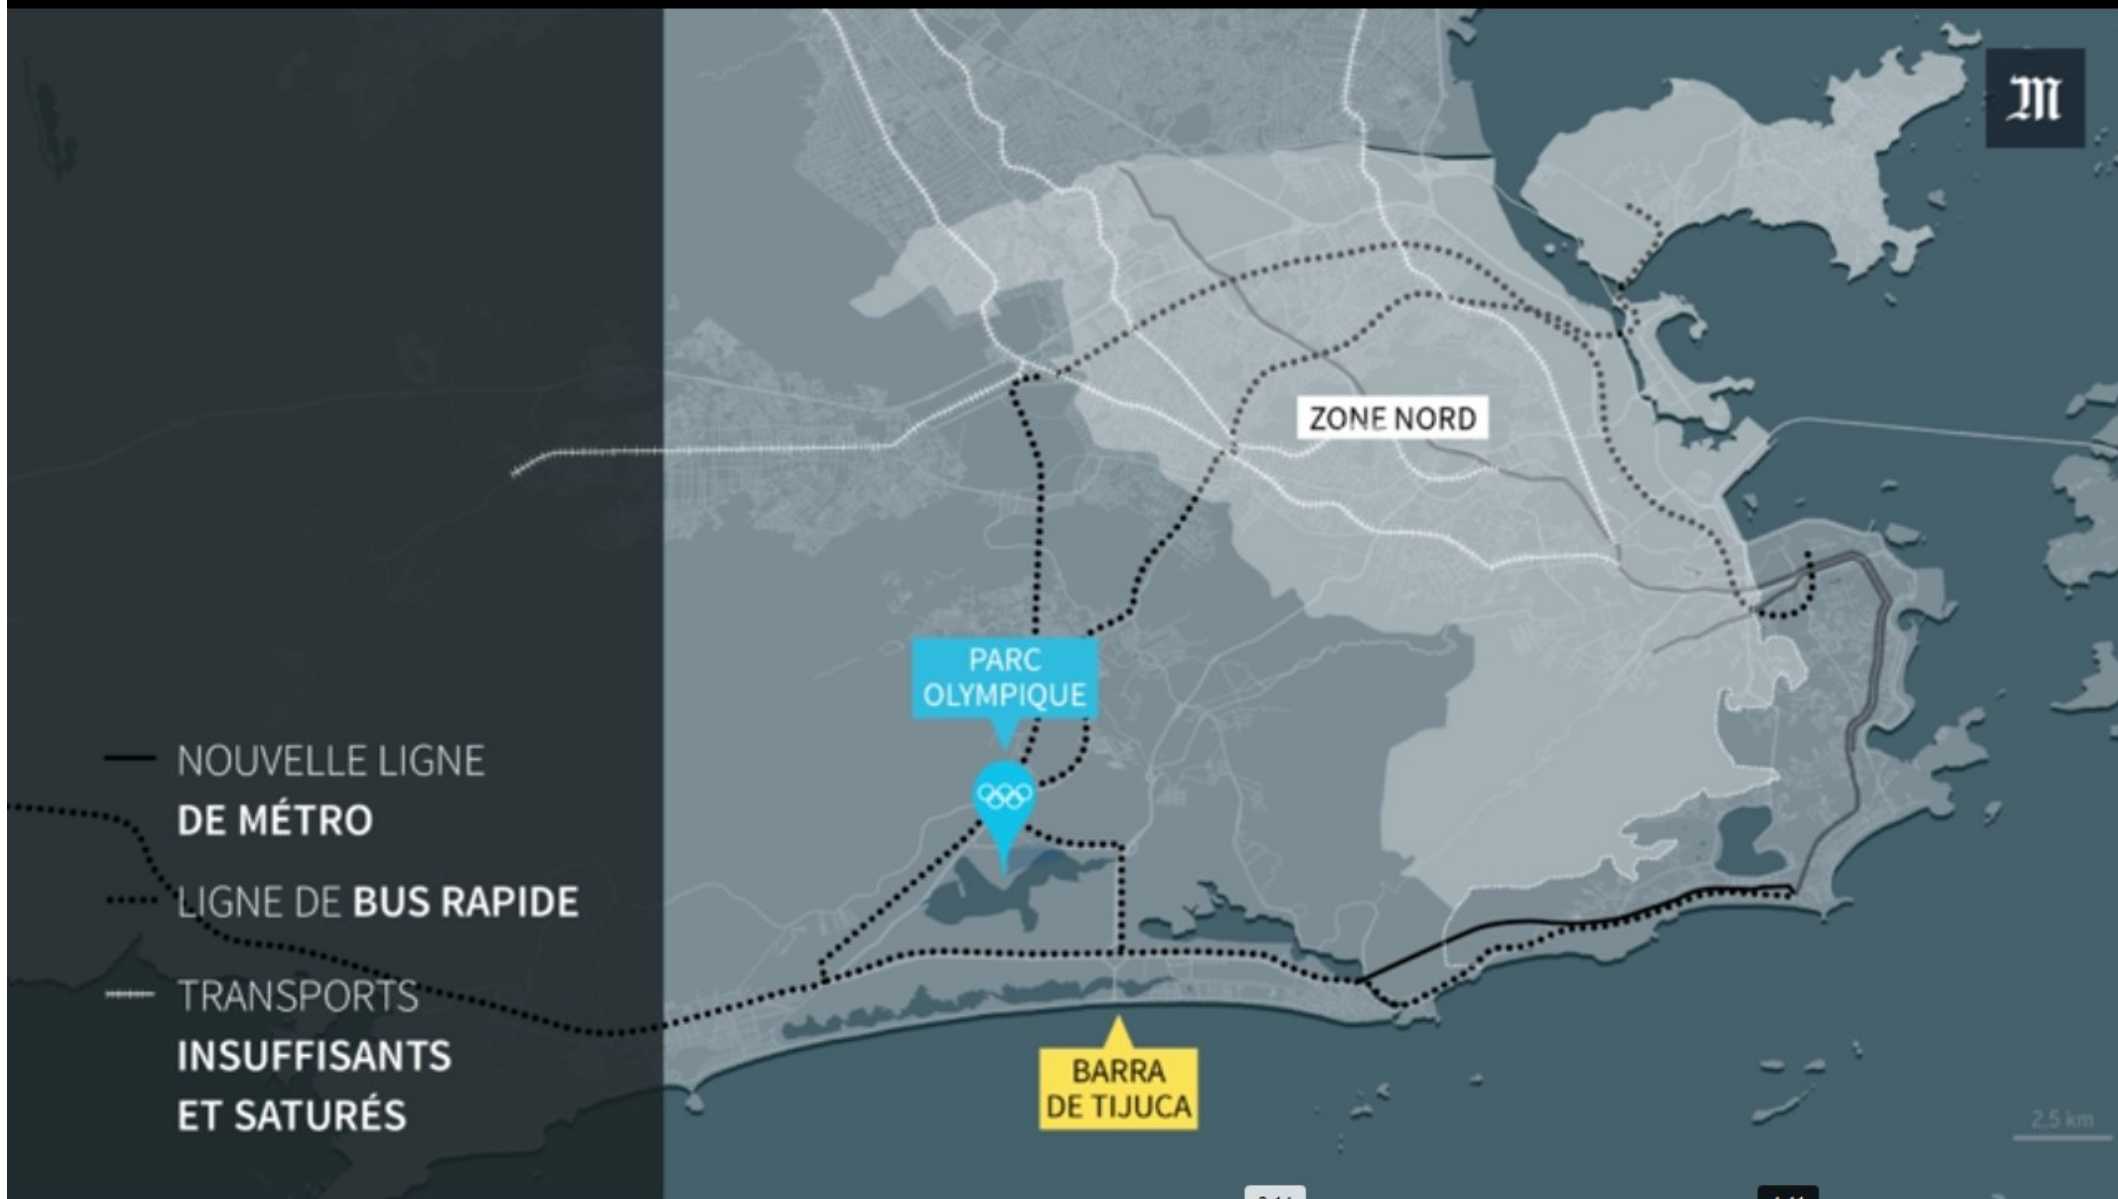 NOUVELLE LIGNE
DE MÉTRO
LIGNE DE BUS RAPIDE
TRANSPORTS
INSUFFISANTS
ET SATURÉS
M
ZONE NORD
PARC
OLYMPIQUE
BARRA
DE TIJUCA
2,5 km